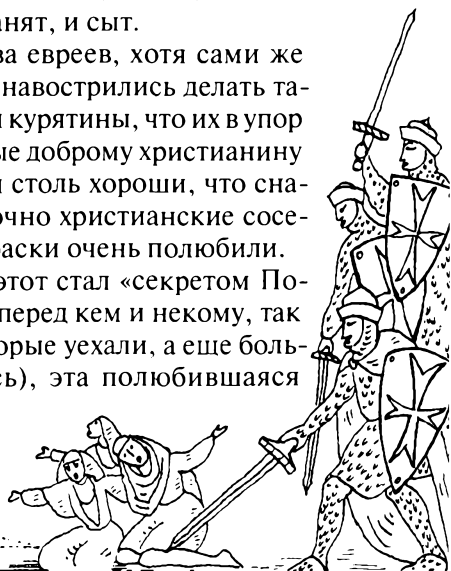 анят, и сыт.
ва евреев, хотя сами же
навострились делать та-
и курятины, что их в упор
ые доброму христианину
и столь хороши, что сна-
очно христианские сосе-
раски очень полюбили.
этот стал «секретом По-
перед кем и некому, так
орые уехали, а еще боль-
сь), эта полюбившаяся